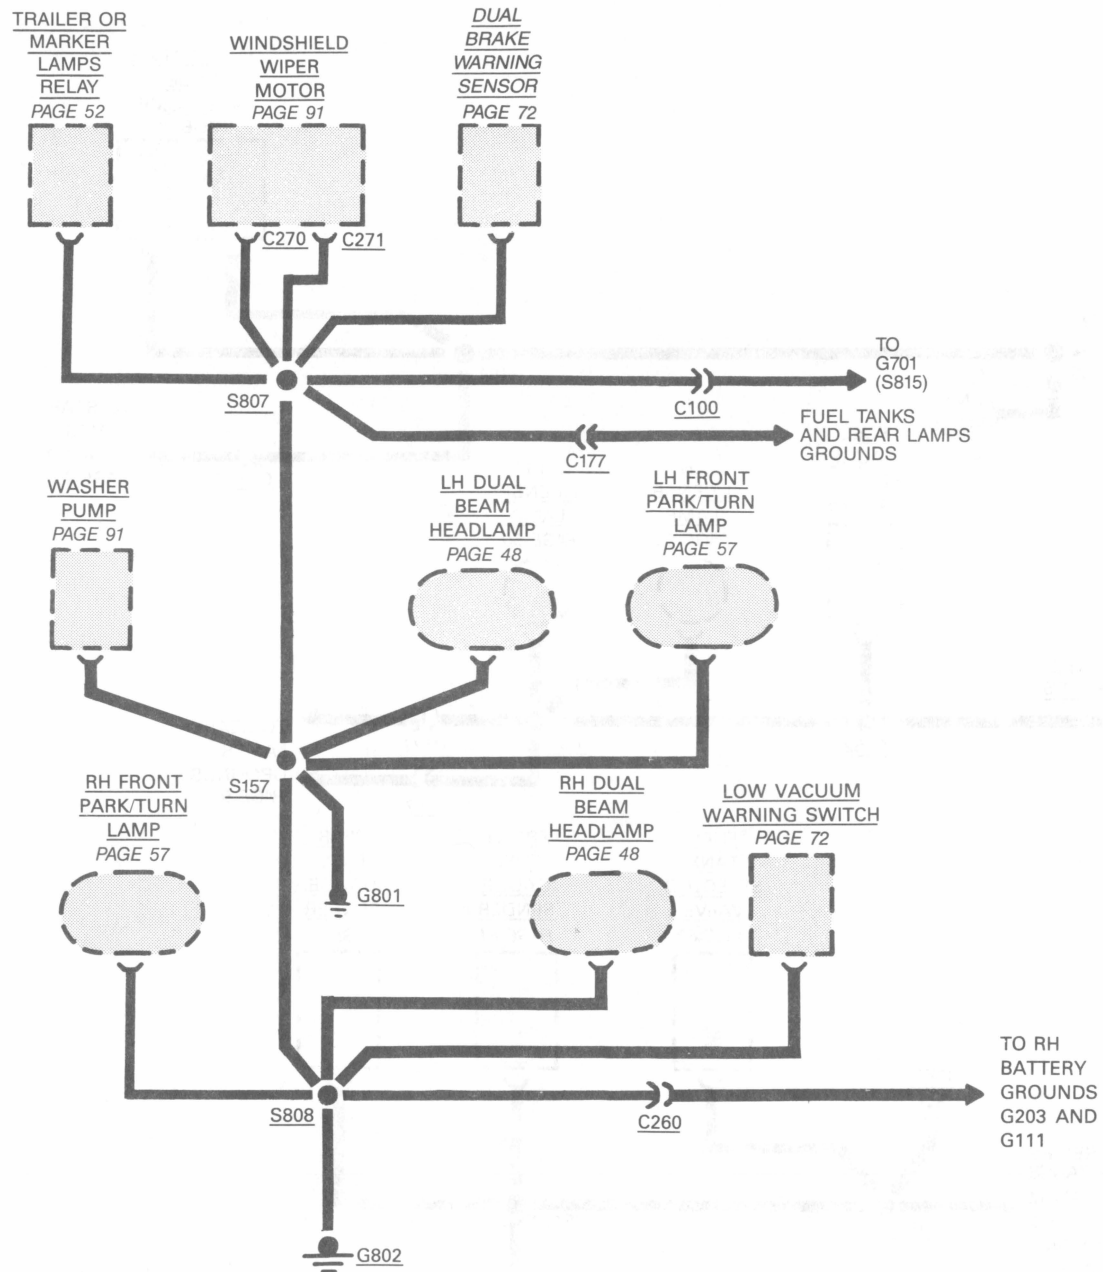 TRAILER OR
MARKER
LAMPS
RELAY
PAGE 52
WINDSHIELD
WIPER
MOTOR
PAGE 91
DUAL
BRAKE
WARNING
SENSOR
PAGE 72
C270
C271
TO
G701
(S815)
S807
C100
FUEL TANKS
AND REAR LAMPS
GROUNDS
C177
WASHER
PUMP
PAGE 91
LH DUAL
BEAM
HEADLAMP
PAGE 48
LH FRONT
PARK/TURN
LAMP
PAGE 57
S157
RH FRONT
PARK/TURN
LAMP
PAGE 57
G801
RH DUAL
BEAM
HEADLAMP
PAGE 48
LOW VACUUM
WARNING SWITCH
PAGE 72
TO RH
BATTERY
GROUNDS
G203 AND
G111
S808
C260
G802